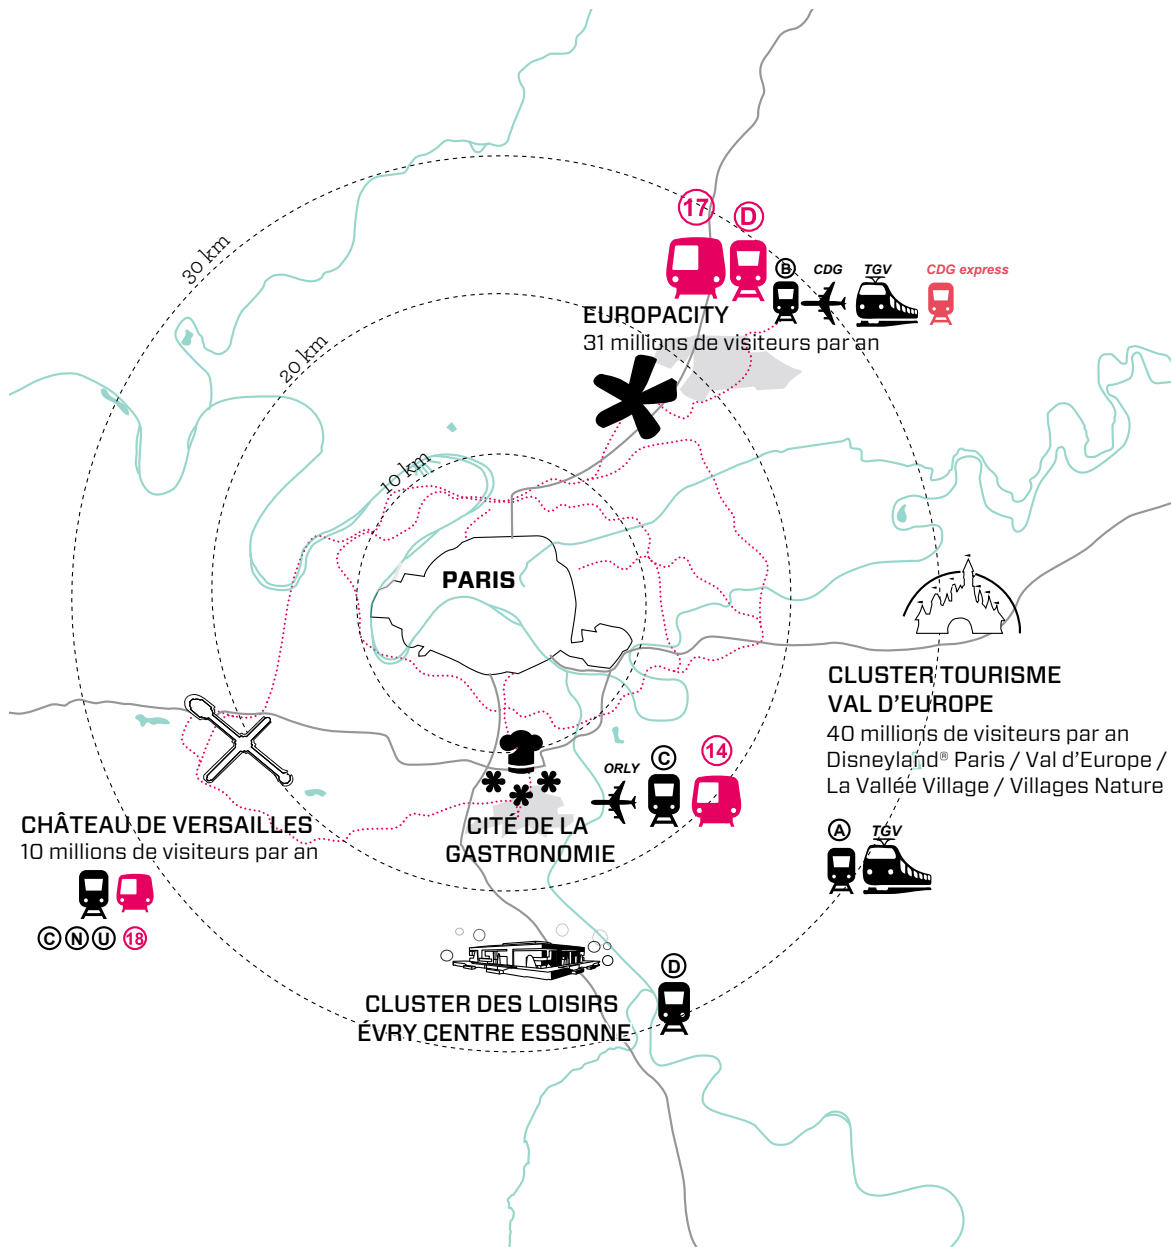 17
D
B
CDG
TGV
CDG express
EUROPACITY
31 millions de visiteurs par an
30 km
20 km
10 km
PARIS
CLUSTER TOURISME
VAL D'EUROPE
40 millions de visiteurs par an
Disneyland® Paris / Val d'Europe /
La Vallée Village / Villages Nature
A
TGV
ORLY
C
14
CITÉ DE LA
GASTRONOMIE
CHÂTEAU DE VERSAILLES
10 millions de visiteurs par an
C N U 18
D
CLUSTER DES LOISIRS
ÉVRY CENTRE ESSONNE